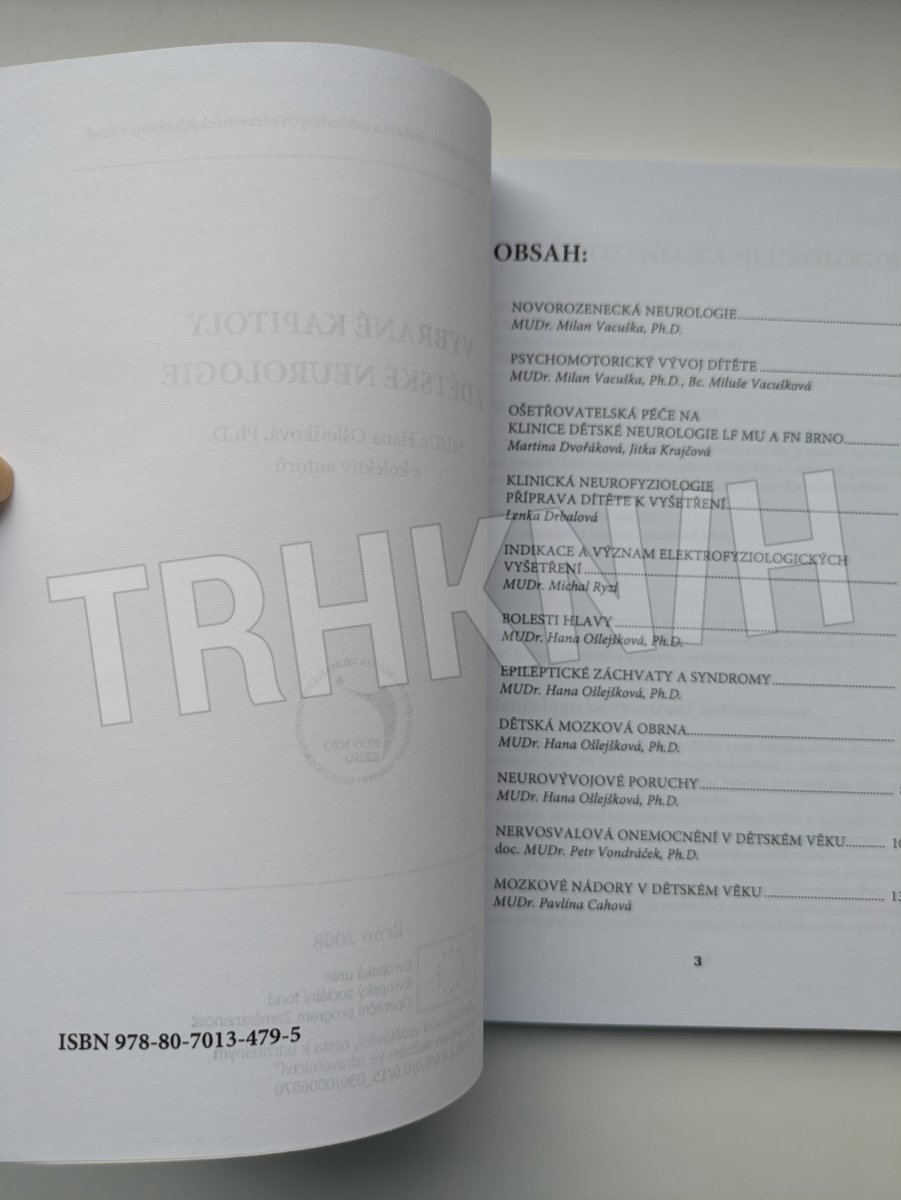 ISBN 978-80-7013-479-5
OBSAH:
NOVOROZENECKÁ NEUROLOGIE
MUDr. Milan Vacuška, Ph.D.
PSYCHOMOTORICKÝ VÝVOJ DÍTĚTE
MUDr. Milan Vacuška, Ph.D., Bc. Miluše Vacušková
OŠETŘOVATELSKÁ PÉČE NA
KLINICE DĚTSKÉ NEUROLOGIE LF MU A FN BRNO
Martina Dvořáková, Jitka Krajčová
KLINICKÁ NEUROFYZIOLOGIE
PŘÍPRAVA DÍTĚTE K VYŠETŘENÍ
Lenka Drbalová
INDIKACE A VÝZNAM ELEKTROFYZIOLOGICKÝCH
VYŠETŘENÍ
MUDr. Michal Ryzí
BOLESTI HLAVY
MUDr. Hana Ošlejšková, Ph.D.
EPILEPTICKÉ ZÁCHVATY A SYNDROMY
MUDr. Hana Ošlejšková, Ph.D.
DĚTSKÁ MOZKOVÁ OBRNA
MUDr. Hana Ošlejšková, Ph.D.
NEUROVÝVOJOVÉ PORUCHY
MUDr. Hana Ošlejšková, Ph.D.
NERVOSVALOVÁ ONEMOCNĚNÍ V DĚTSKÉM VĚKU
doc. MUDr. Petr Vondráček, Ph.D.
MOZKOVÉ NÁDORY V DĚTSKÉM VĚKU
MUDr. Pavlína Cahová
3
TRHKNIH